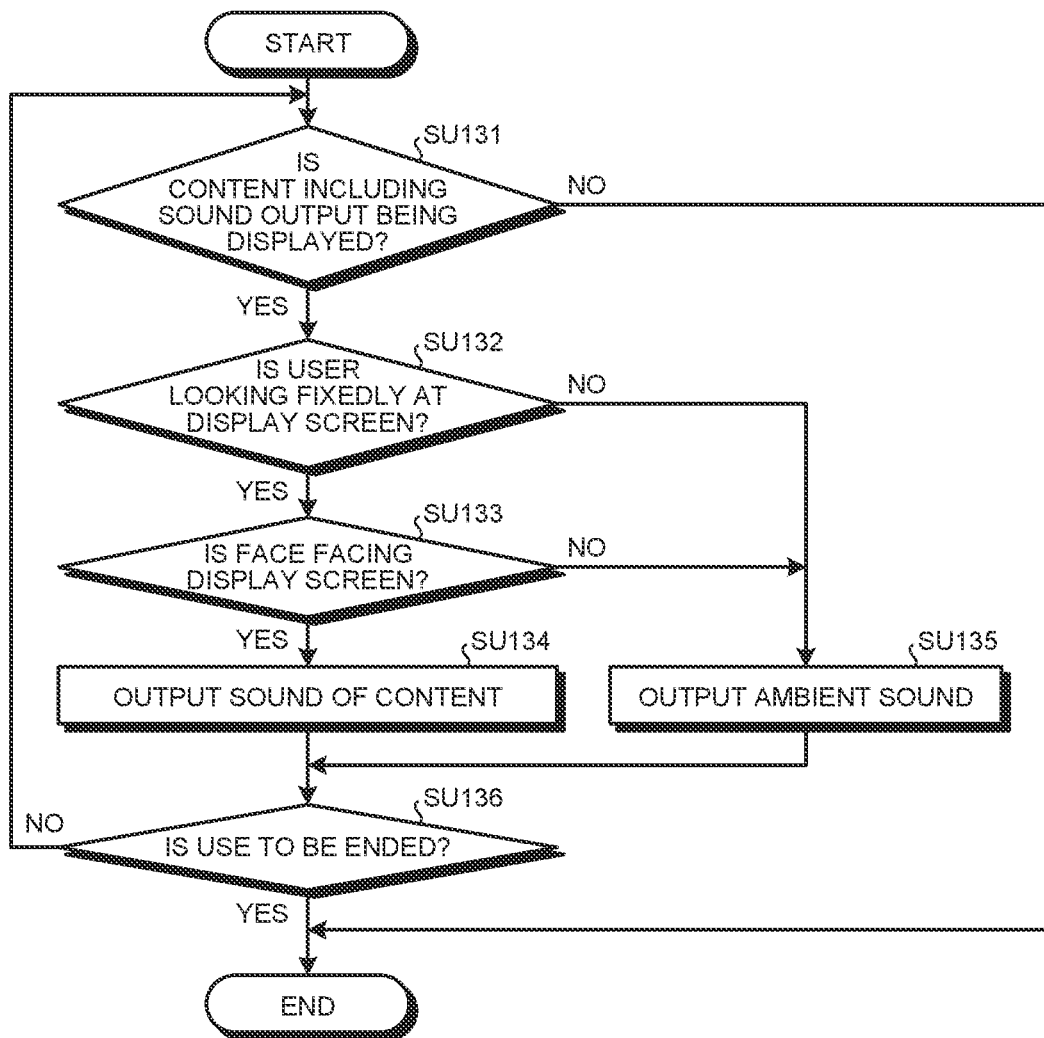 START
SU131
IS
CONTENT INCLUDING
SOUND OUTPUT BEING
DISPLAYED?
NO
YES
SU132
IS USER
LOOKING FIXEDLY AT
DISPLAY SCREEN?
NO
YES
SU133
IS FACE FACING
DISPLAY SCREEN?
NO
YES
SU134
OUTPUT SOUND OF CONTENT
SU135
OUTPUT AMBIENT SOUND
SU136
IS USE TO BE ENDED?
NO
YES
END